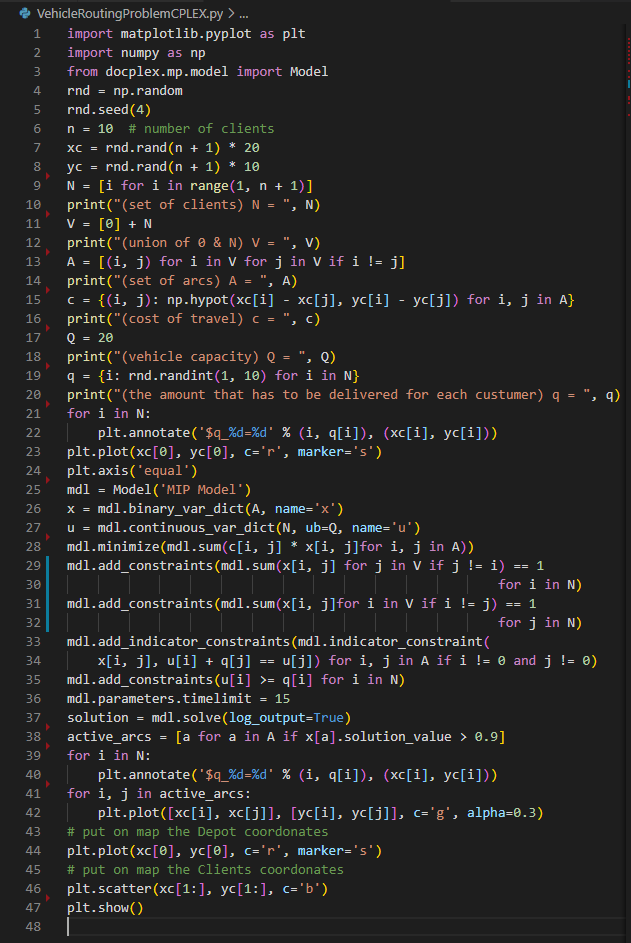 VehicleRoutingProblemCPLEX.py > ...
1 import matplotlib.pyplot as plt
2 import numpy as np
3 from docplex.mp.model import Model
4 rnd = np.random
5 rnd.seed(4)
6 n = 10  # number of clients
7 xc = rnd.rand(n + 1) * 20
8 yc = rnd.rand(n + 1) * 10
9 N = [i for i in range(1, n + 1)]
10 print("(set of clients) N = ", N)
11 V = [0] + N
12 print("(union of 0 & N) V = ", V)
13 A = [(i, j) for i in V for j in V if i != j]
14 print("(set of arcs) A = ", A)
15 c = {(i, j): np.hypot(xc[i] - xc[j], yc[i] - yc[j]) for i, j in A}
16 print("(cost of travel) c = ", c)
17 Q = 20
18 print("(vehicle capacity) Q = ", Q)
19 q = {i: rnd.randint(1, 10) for i in N}
20 print("(the amount that has to be delivered for each custumer) q = ", q)
21 for i in N:
22     plt.annotate('$q_%d=%d' % (i, q[i]), (xc[i], yc[i]))
23 plt.plot(xc[0], yc[0], c='r', marker='s')
24 plt.axis('equal')
25 mdl = Model('MIP Model')
26 x = mdl.binary_var_dict(A, name='x')
27 u = mdl.continuous_var_dict(N, ub=Q, name='u')
28 mdl.minimize(mdl.sum(c[i, j] * x[i, j]for i, j in A))
29 mdl.add_constraints(mdl.sum(x[i, j] for j in V if j != i) == 1
30                                                         for i in N)
31 mdl.add_constraints(mdl.sum(x[i, j]for i in V if i != j) == 1
32                                                         for j in N)
33 mdl.add_indicator_constraints(mdl.indicator_constraint(
34     x[i, j], u[i] + q[j] == u[j]) for i, j in A if i != 0 and j != 0)
35 mdl.add_constraints(u[i] >= q[i] for i in N)
36 mdl.parameters.timelimit = 15
37 solution = mdl.solve(log_output=True)
38 active_arcs = [a for a in A if x[a].solution_value > 0.9]
39 for i in N:
40     plt.annotate('$q_%d=%d' % (i, q[i]), (xc[i], yc[i]))
41 for i, j in active_arcs:
42     plt.plot([xc[i], xc[j]], [yc[i], yc[j]], c='g', alpha=0.3)
43 # put on map the Depot coordonates
44 plt.plot(xc[0], yc[0], c='r', marker='s')
45 # put on map the Clients coordonates
46 plt.scatter(xc[1:], yc[1:], c='b')
47 plt.show()
48